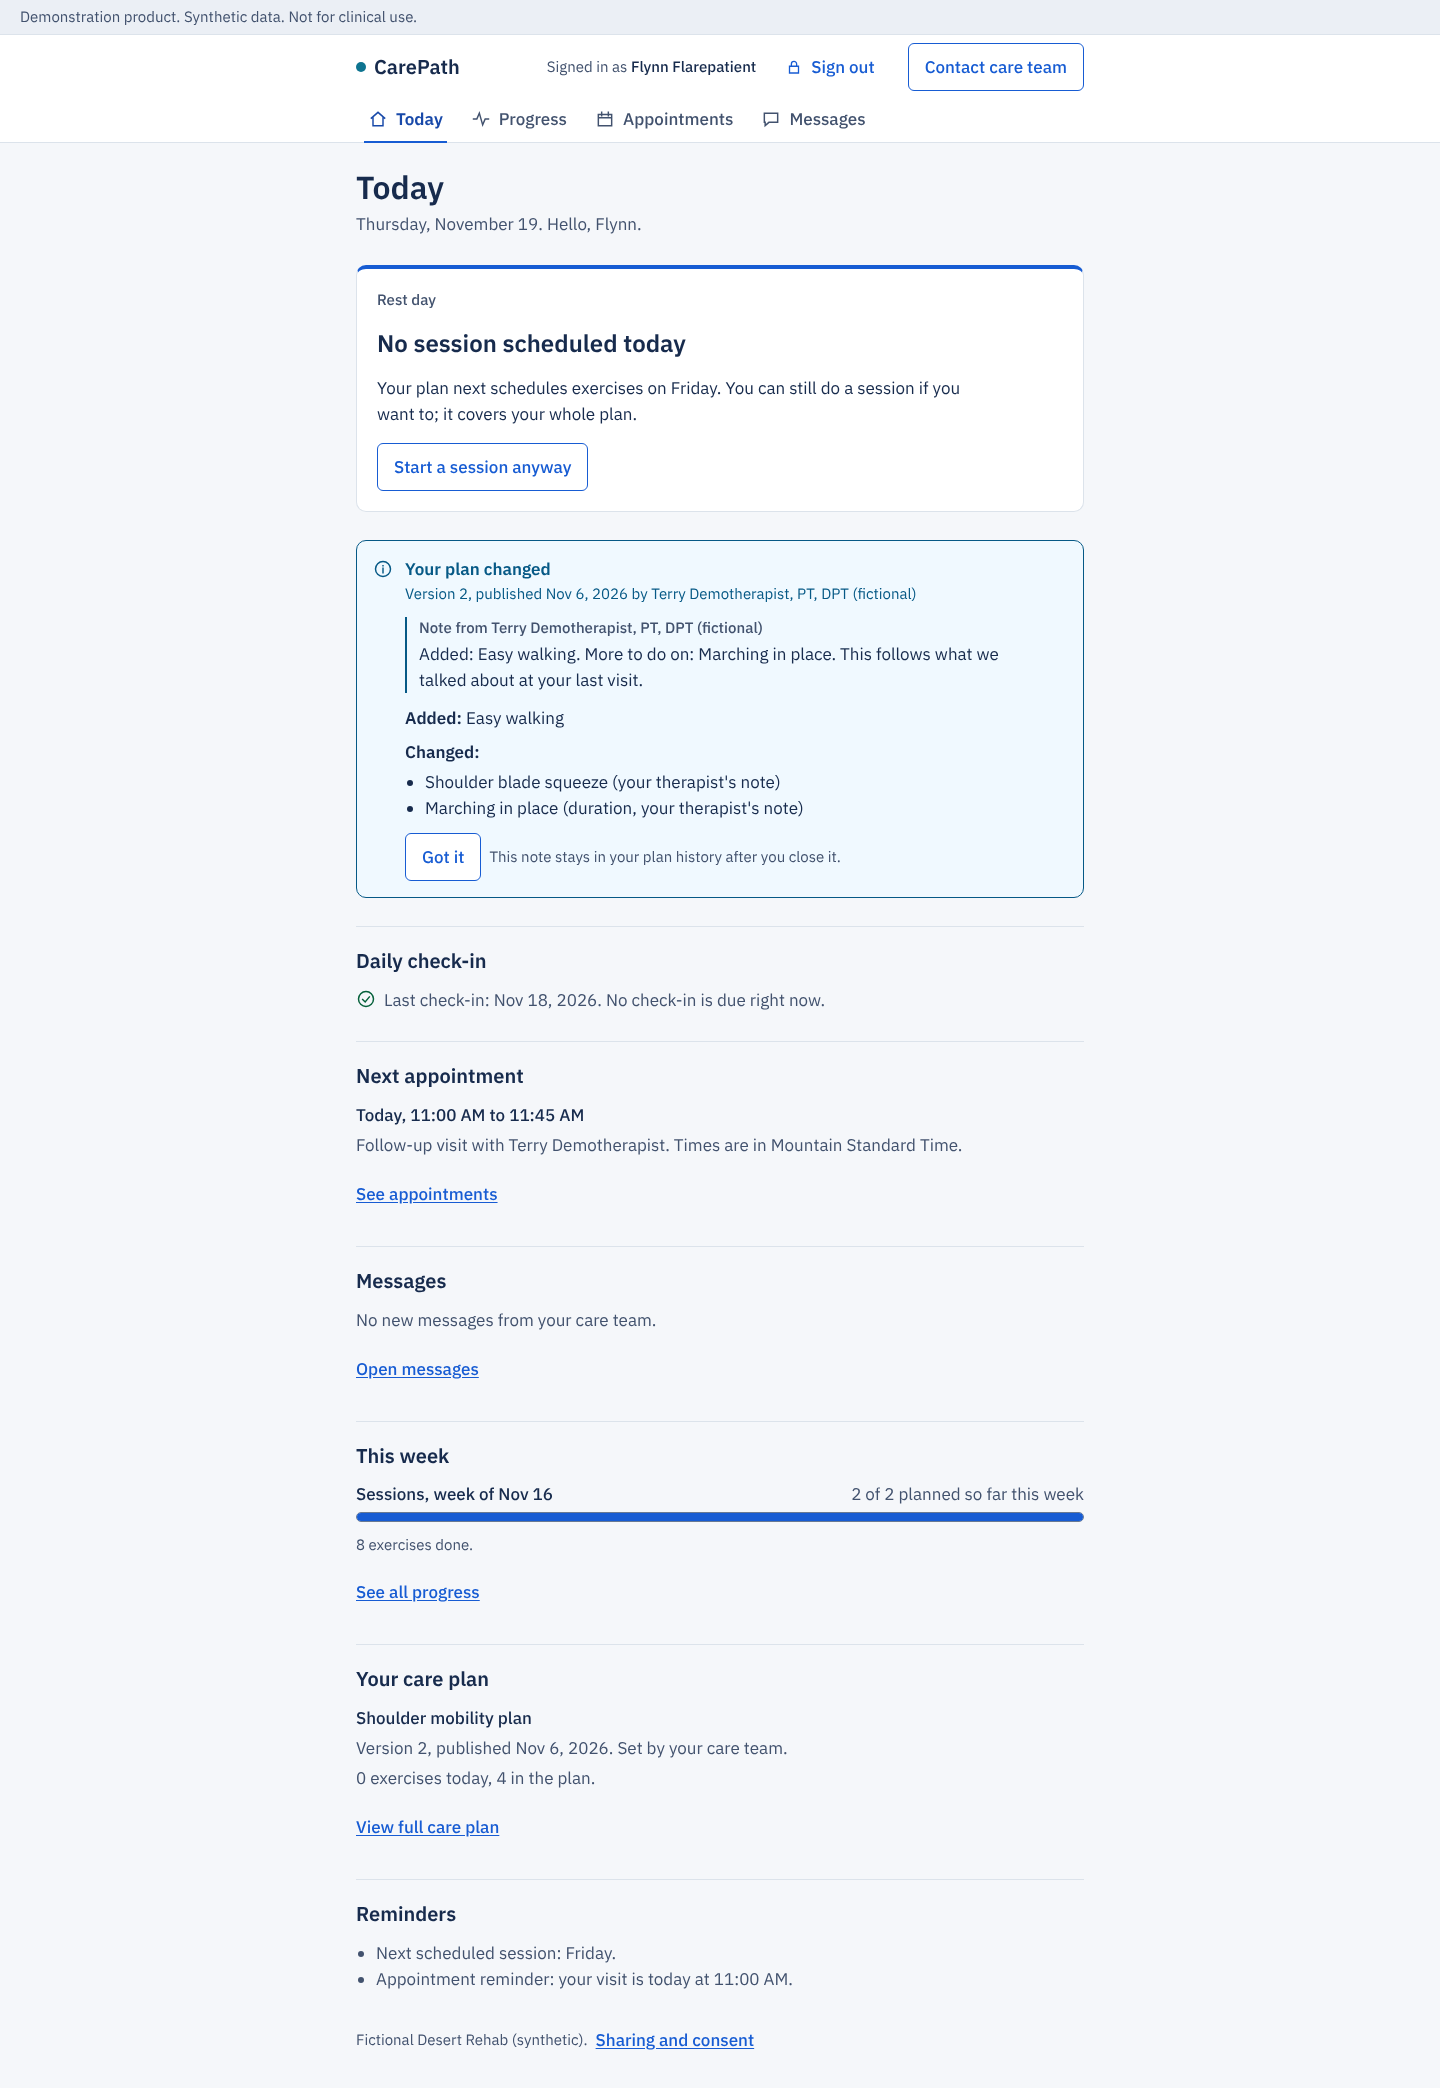 Demonstration product. Synthetic data. Not for clinical use.
CarePath
Signed in as Flynn Flarepatient
Sign out
Contact care team
Today
Progress
Appointments
Messages
Today
Thursday, November 19. Hello, Flynn.
Rest day
No session scheduled today
Your plan next schedules exercises on Friday. You can still do a session if you
want to; it covers your whole plan.
Start a session anyway
Your plan changed
Version 2, published Nov 6, 2026 by Terry Demotherapist, PT, DPT (fictional)
Note from Terry Demotherapist, PT, DPT (fictional)
Added: Easy walking. More to do on: Marching in place. This follows what we
talked about at your last visit.
Added: Easy walking
Changed:
• Shoulder blade squeeze (your therapist's note)
• Marching in place (duration, your therapist's note)
Got it
This note stays in your plan history after you close it.
Daily check-in
Last check-in: Nov 18, 2026. No check-in is due right now.
Next appointment
Today, 11:00 AM to 11:45 AM
Follow-up visit with Terry Demotherapist. Times are in Mountain Standard Time.
See appointments
Messages
No new messages from your care team.
Open messages
This week
Sessions, week of Nov 16
2 of 2 planned so far this week
8 exercises done.
See all progress
Your care plan
Shoulder mobility plan
Version 2, published Nov 6, 2026. Set by your care team.
0 exercises today, 4 in the plan.
View full care plan
Reminders
• Next scheduled session: Friday.
• Appointment reminder: your visit is today at 11:00 AM.
Fictional Desert Rehab (synthetic). Sharing and consent